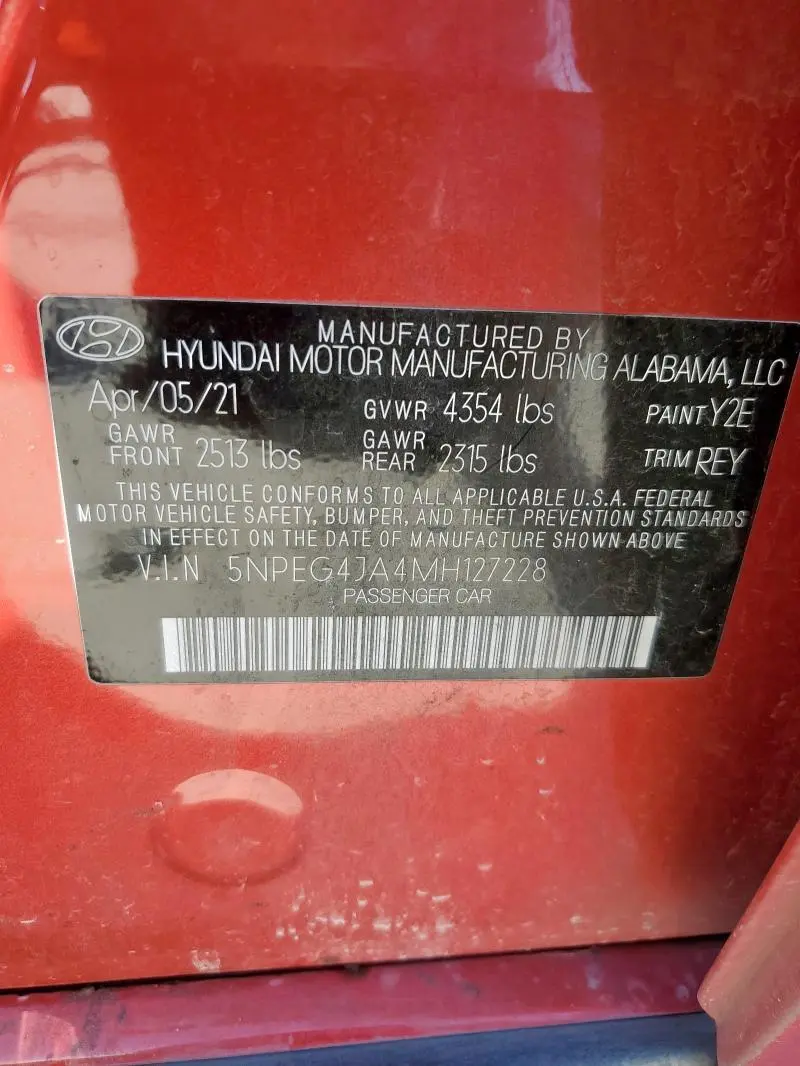 MANUFACTURED BY
HYUNDAI MOTOR MANUFACTURING ALABAMA, LLC
Apr/05/21 GVWR 4354 lbs PAINT Y2E
GAWR FRONT 2513 lbs GAWR REAR 2315 lbs TRIM REY
THIS VEHICLE CONFORMS TO ALL APPLICABLE U.S.A. FEDERAL
MOTOR VEHICLE SAFETY, BUMPER, AND THEFT PREVENTION STANDARDS
IN EFFECT ON THE DATE OF MANUFACTURE SHOWN ABOVE
V.I.N 5NPEG4JA4MH127228
PASSENGER CAR